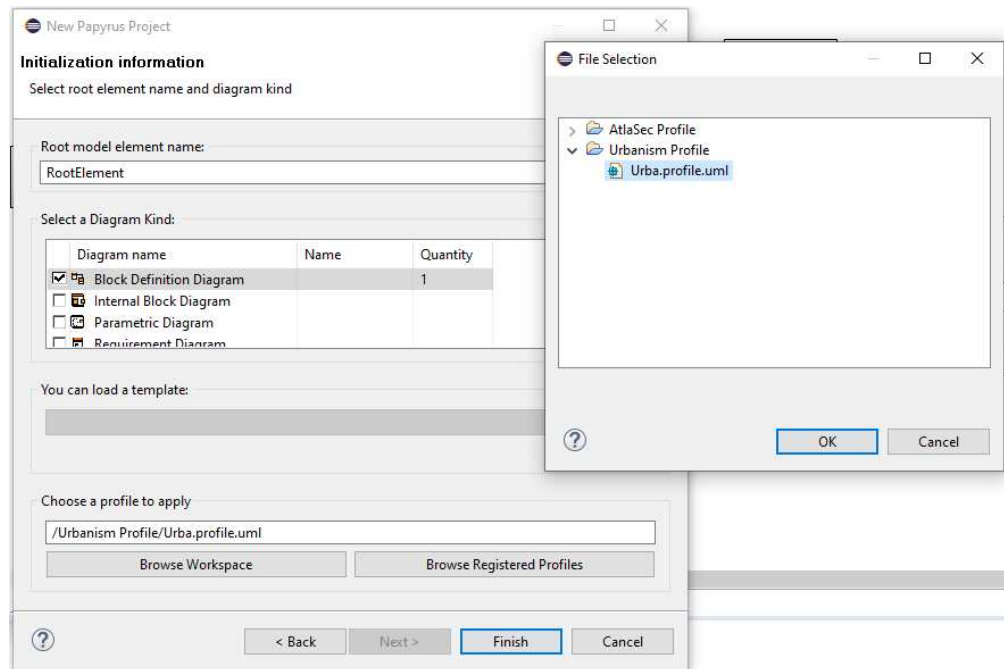 New Papyrus Project
Initialization information
Select root element name and diagram kind
Root model element name:
RootElement
Select a Diagram Kind:
Diagram name Name Quantity
Block Definition Diagram 1
Internal Block Diagram
Parametric Diagram
Requirement Diagram
You can load a template:
Choose a profile to apply
/Urbanism Profile/Urba.profile.uml
Browse Workspace Browse Registered Profiles
? < Back Next > Finish Cancel
File Selection
AtlaSec Profile
Urbanism Profile
Urba.profile.uml
? OK Cancel